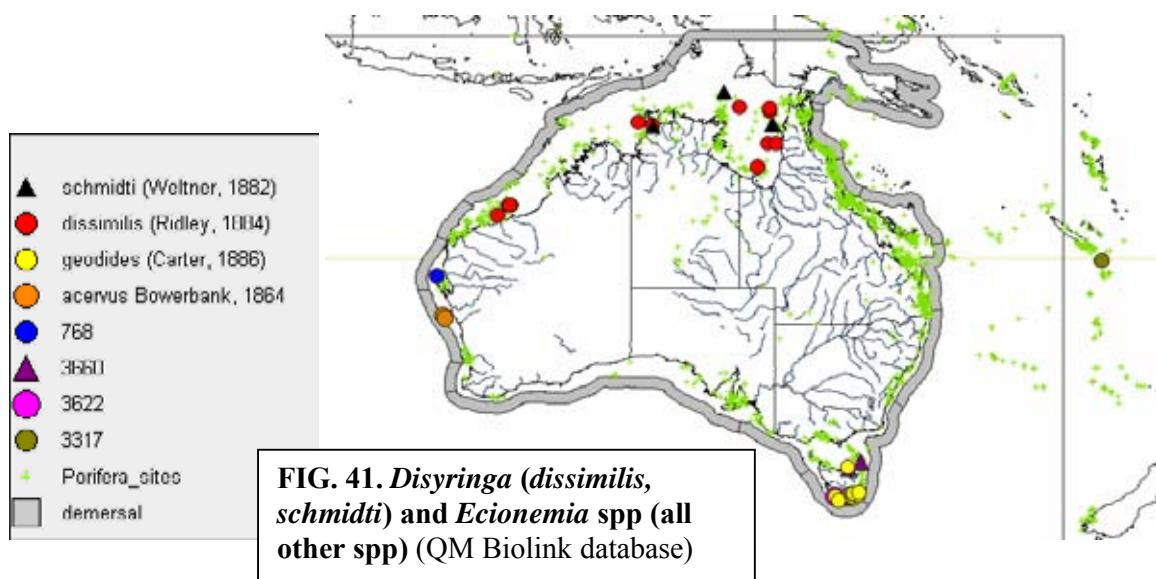 schmidti (Weltner, 1882)
dissimilis (Ridley, 1884)
geodides (Carter, 1886)
acervus Bowerbank, 1864
768
3660
3622
3317
Porifera_sites
demersal
FIG. 41. Disyringa (dissimilis,
schmidti) and Ecionemia spp (all
other spp) (QM Biolink database)